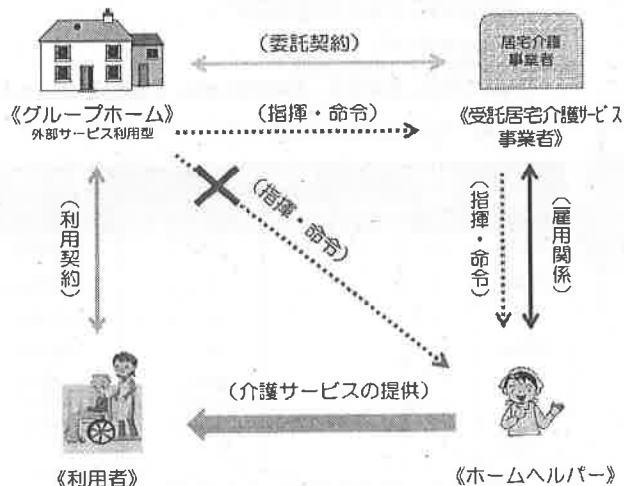 (委託契約)
居宅介護
事業者
《グループホーム》
外部サービス利用型
(指揮・命令)
《受託居宅介護サービス
事業者》
(利用契約)
(指揮・命令)
(指揮・命令)
(雇用関係)
(介護サービスの提供)
《利用者》
《ホームヘルパー》